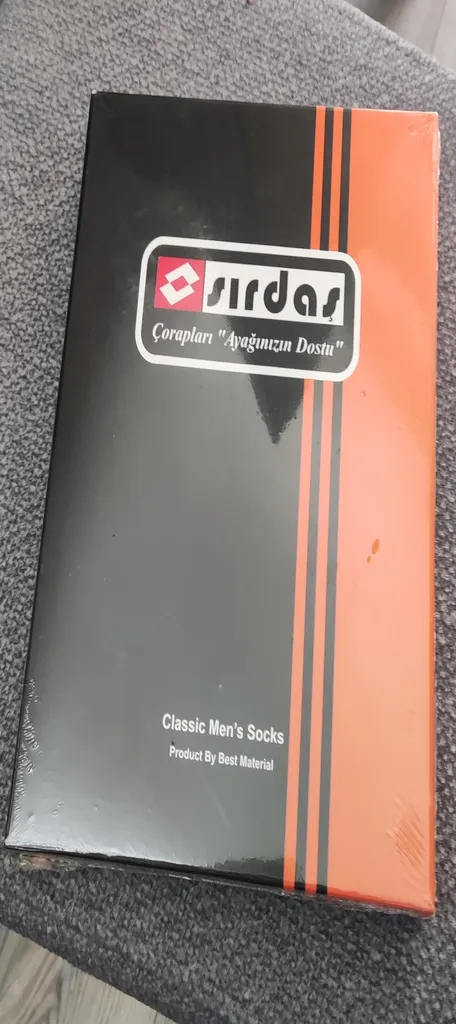 sırdaş
Çorapları "Ayağınızın Dostu"
Classic Men's Socks
Product By Best Material